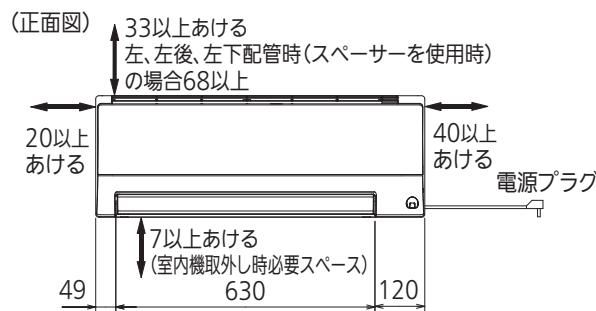 (正面図)
33以上あける
左、左後、左下配管時(スペーサーを使用時)
の場合68以上
20以上
あける
40以上
あける
電源プラグ
7以上あける
(室内機取外し時必要スペース)
49
630
120